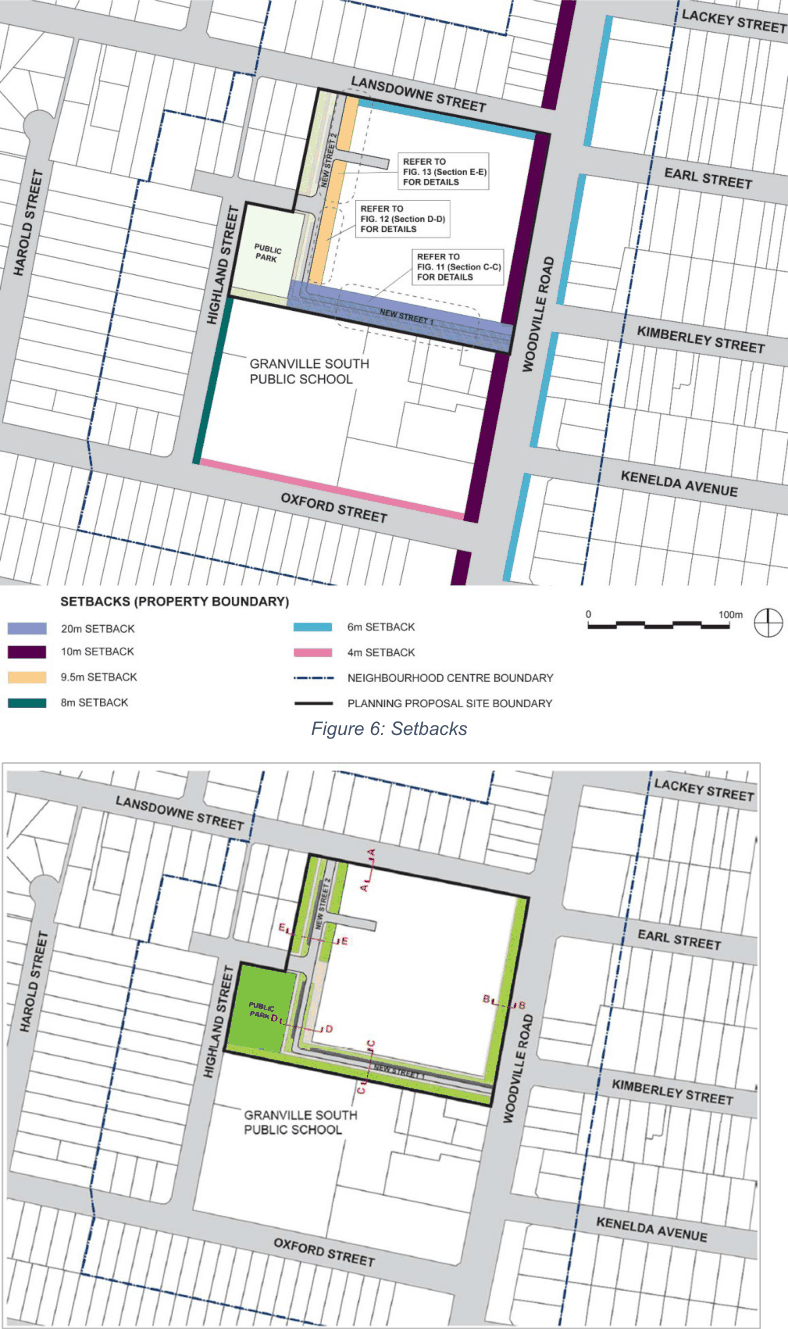 LACKEY STREET
LANSDOWNE STREET
NEW STREET 2
REFER TO
FIG. 13 (Section E-E)
FOR DETAILS
EARL STREET
HAROLD STREET
REFER TO
FIG. 12 (Section D-D)
FOR DETAILS
HIGHLAND STREET
PUBLIC
PARK
REFER TO
FIG. 11 (Section C-C)
FOR DETAILS
WOODVILLE ROAD
NEW STREET 1
KIMBERLEY STREET
GRANVILLE SOUTH
PUBLIC SCHOOL
KENELDA AVENUE
OXFORD STREET
SETBACKS (PROPERTY BOUNDARY)
20m SETBACK
10m SETBACK
9.5m SETBACK
8m SETBACK
6m SETBACK
4m SETBACK
NEIGHBOURHOOD CENTRE BOUNDARY
PLANNING PROPOSAL SITE BOUNDARY
0 100m
Figure 6: Setbacks
LACKEY STREET
LANSDOWNE STREET
A
A
NEW STREET 2
E
E
EARL STREET
HAROLD STREET
HIGHLAND STREET
PUBLIC
PARK
D
D
B
B
C
C
NEW STREET 1
WOODVILLE ROAD
KIMBERLEY STREET
GRANVILLE SOUTH
PUBLIC SCHOOL
KENELDA AVENUE
OXFORD STREET